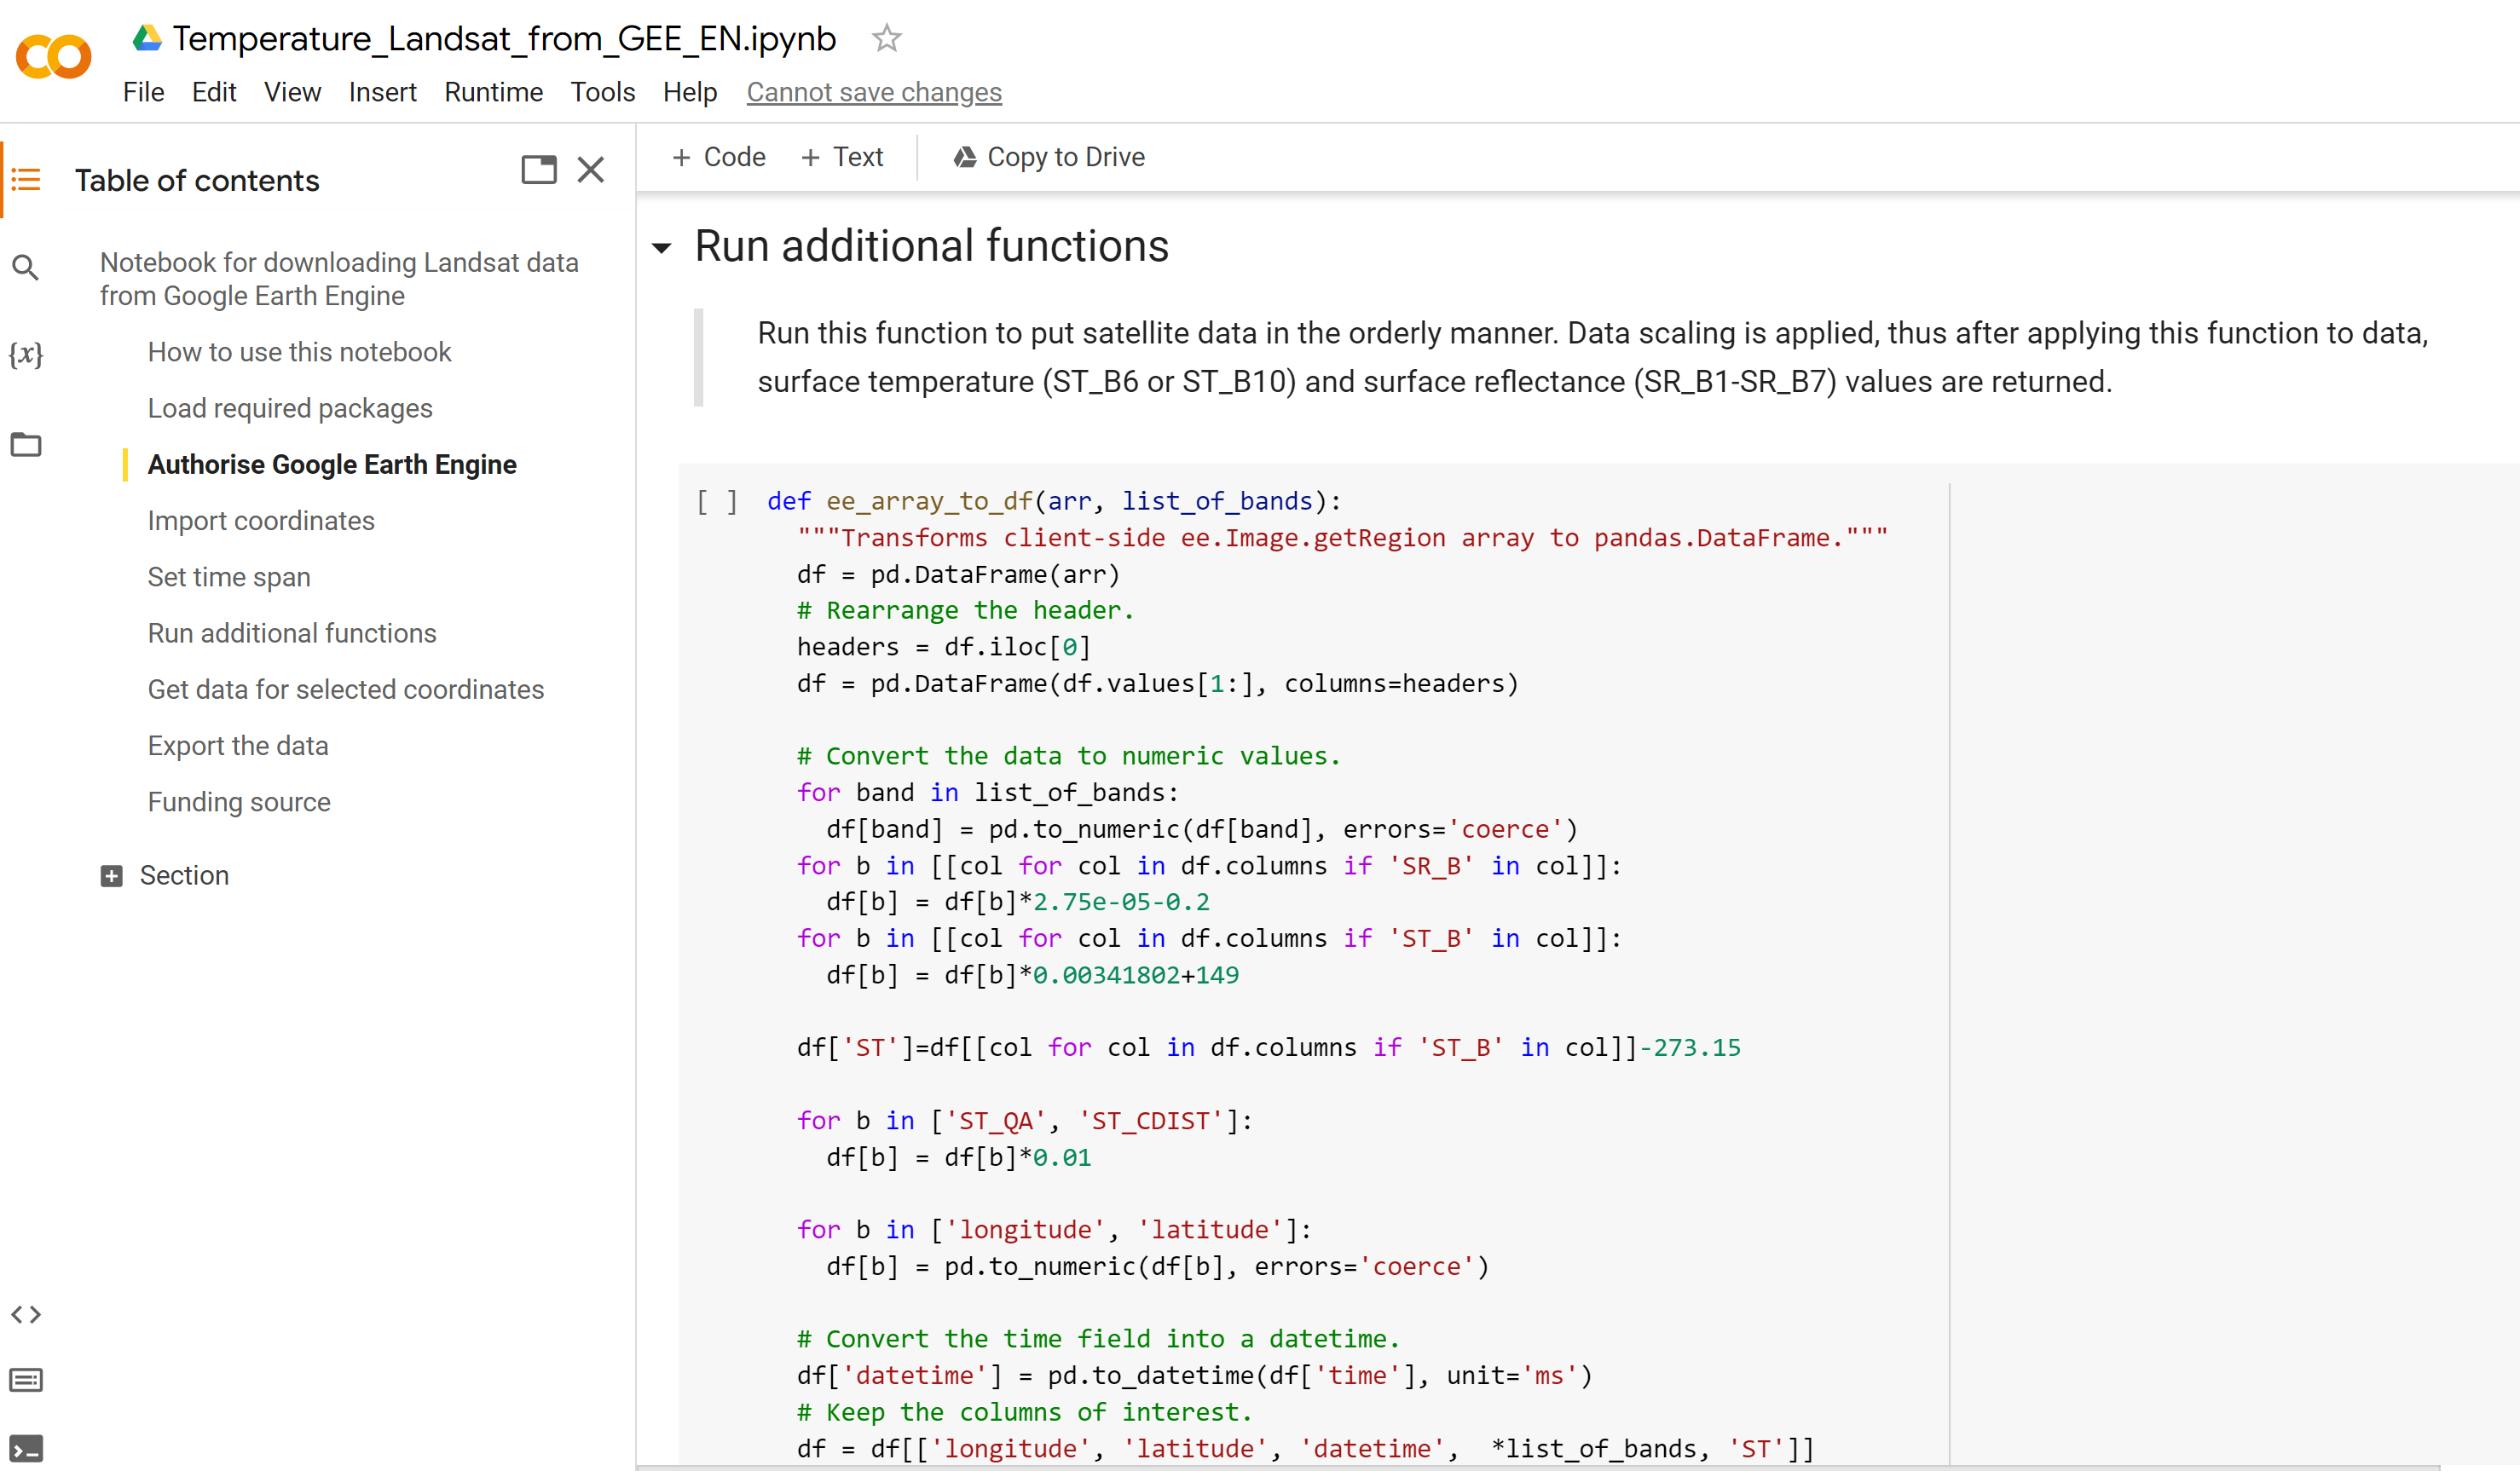 Temperature_Landsat_from_GEE_EN.ipynb
File Edit View Insert Runtime Tools Help Cannot save changes
Table of contents
Notebook for downloading Landsat data
from Google Earth Engine
How to use this notebook
Load required packages
Authorise Google Earth Engine
Import coordinates
Set time span
Run additional functions
Get data for selected coordinates
Export the data
Funding source
Section
{x}
+ Code + Text Copy to Drive
Run additional functions
Run this function to put satellite data in the orderly manner. Data scaling is applied, thus after applying this function to data,
surface temperature (ST_B6 or ST_B10) and surface reflectance (SR_B1-SR_B7) values are returned.
[ ] def ee_array_to_df(arr, list_of_bands):
  """Transforms client-side ee.Image.getRegion array to pandas.DataFrame."""
  df = pd.DataFrame(arr)
  # Rearrange the header.
  headers = df.iloc[0]
  df = pd.DataFrame(df.values[1:], columns=headers)
  # Convert the data to numeric values.
  for band in list_of_bands:
    df[band] = pd.to_numeric(df[band], errors='coerce')
  for b in [[col for col in df.columns if 'SR_B' in col]]:
    df[b] = df[b]*2.75e-05-0.2
  for b in [[col for col in df.columns if 'ST_B' in col]]:
    df[b] = df[b]*0.00341802+149
  df['ST']=df[[col for col in df.columns if 'ST_B' in col]]-273.15
  for b in ['ST_QA', 'ST_CDIST']:
    df[b] = df[b]*0.01
  for b in ['longitude', 'latitude']:
    df[b] = pd.to_numeric(df[b], errors='coerce')
  # Convert the time field into a datetime.
  df['datetime'] = pd.to_datetime(df['time'], unit='ms')
  # Keep the columns of interest.
  df = df[['longitude', 'latitude', 'datetime',  *list_of_bands, 'ST']]